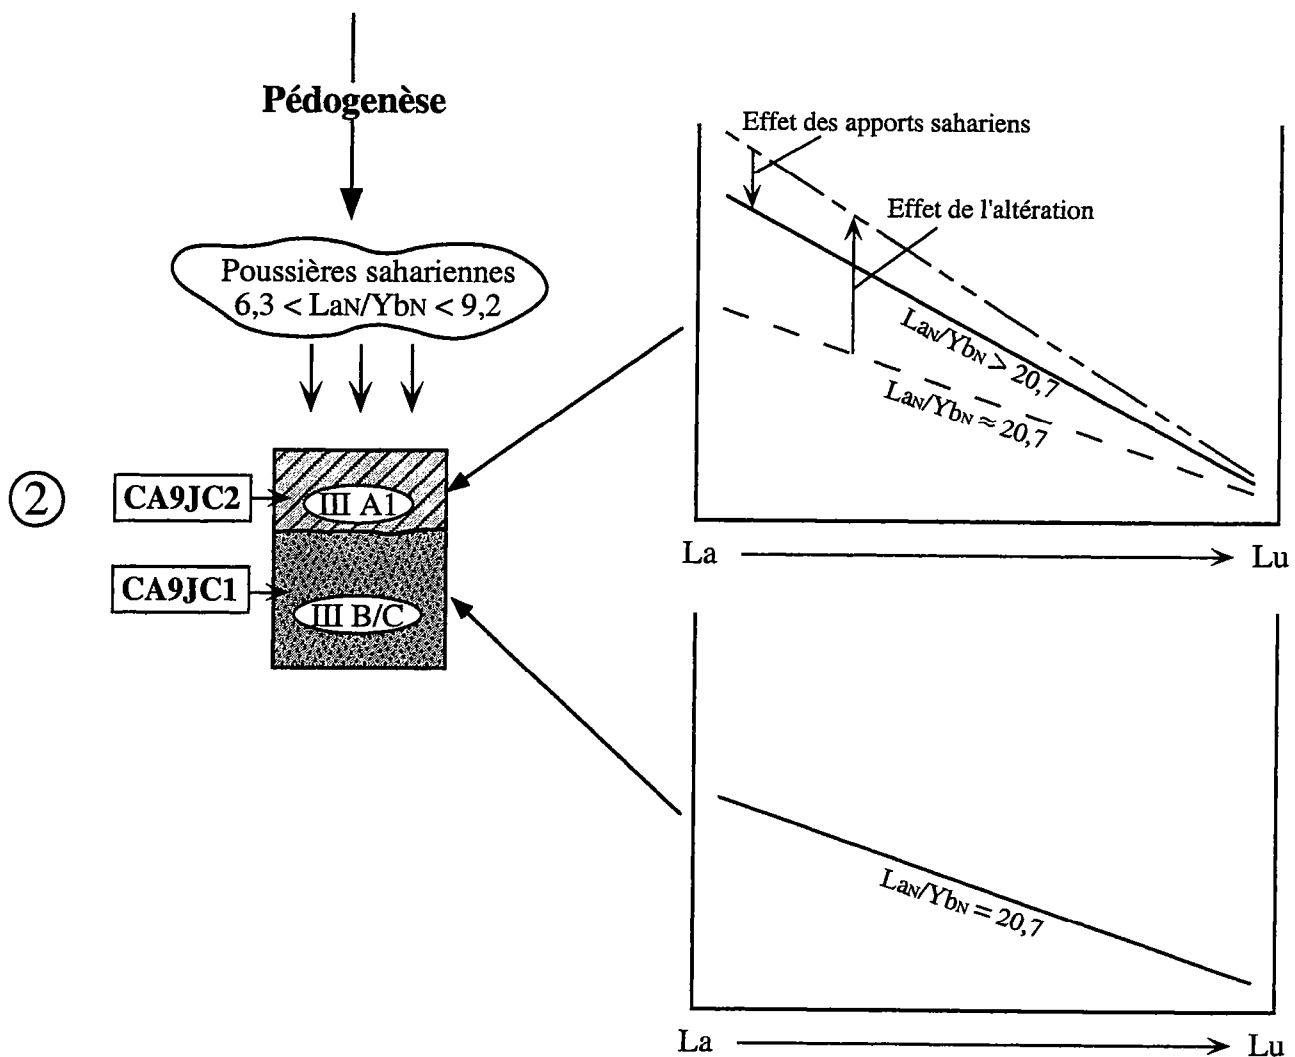 Pédogenèse
Poussières sahariennes
6,3 < LaN/YbN < 9,2
2
CA9JC2
III A1
CA9JC1
III B/C
Effet des apports sahariens
Effet de l'altération
LaN/YbN > 20,7
LaN/YbN ≈ 20,7
La
Lu
LaN/YbN = 20,7
La
Lu